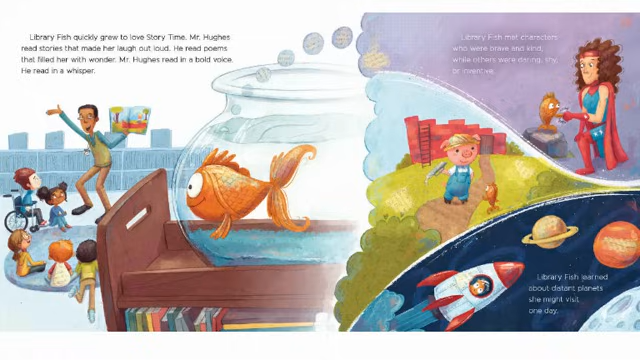 Library Fish quickly grew to love Story Time. Mr. Hughes
read stories that made her laugh out loud. He read poems
that filled her with wonder. Mr. Hughes read in a bold voice.
He read in a whisper.
Library Fish met characters
who were brave and kind,
while others were daring, shy,
or inventive.
Library Fish learned
about distant planets
she might visit
one day.